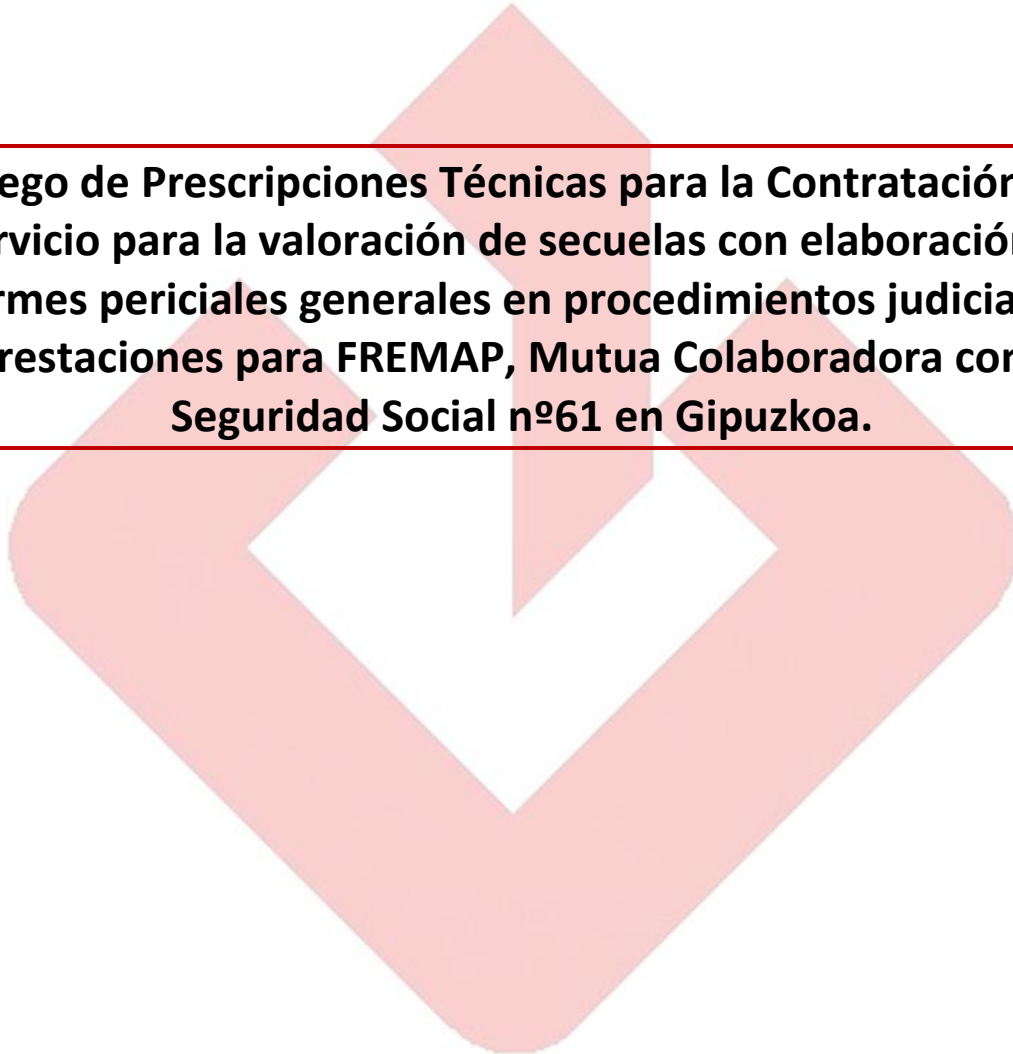 ego de Prescripciones Técnicas para la Contratación
rvicio para la valoración de secuelas con elaboración
rmes periciales generales en procedimientos judicia
restaciones para FREMAP, Mutua Colaboradora con
Seguridad Social nº61 en Gipuzkoa.